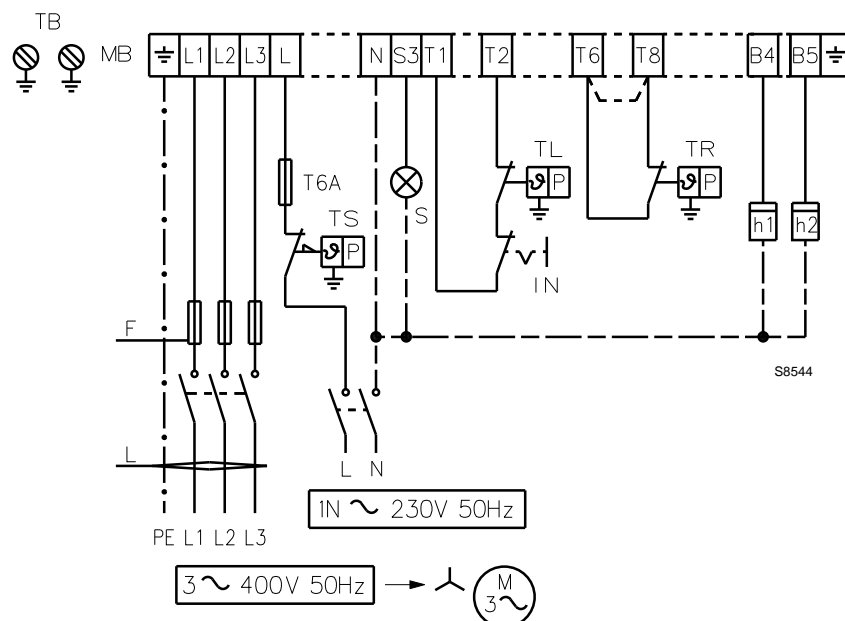 TB
MB L1 L2 L3 L N S3 T1 T2 T6 T8 B4 B5
T6A TL TR
ϑ P ϑ P
S
TS h1 h2
ϑ P
IN
F
S8544
L
L N
1N ~ 230V 50Hz
PE L1 L2 L3
3 ~ 400V 50Hz
M
3 ~